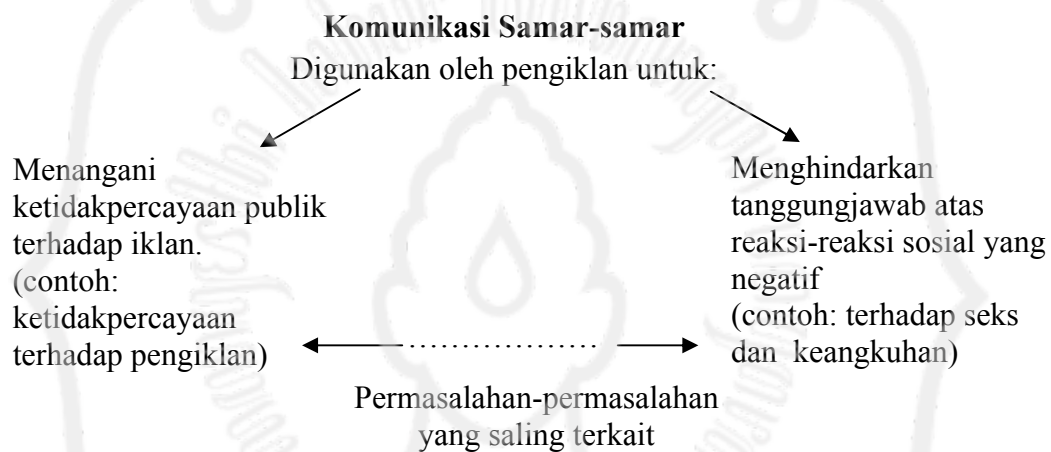 Komunikasi Samar-samar
Digunakan oleh pengiklan untuk:
Menangani
ketidakpercayaan publik
terhadap iklan.
(contoh:
ketidakpercayaan
terhadap pengiklan)
Menghindarkan
tanggungjawab atas
reaksi-reaksi sosial yang
negatif
(contoh: terhadap seks
dan keangkuhan)
Permasalahan-permasalahan
yang saling terkait